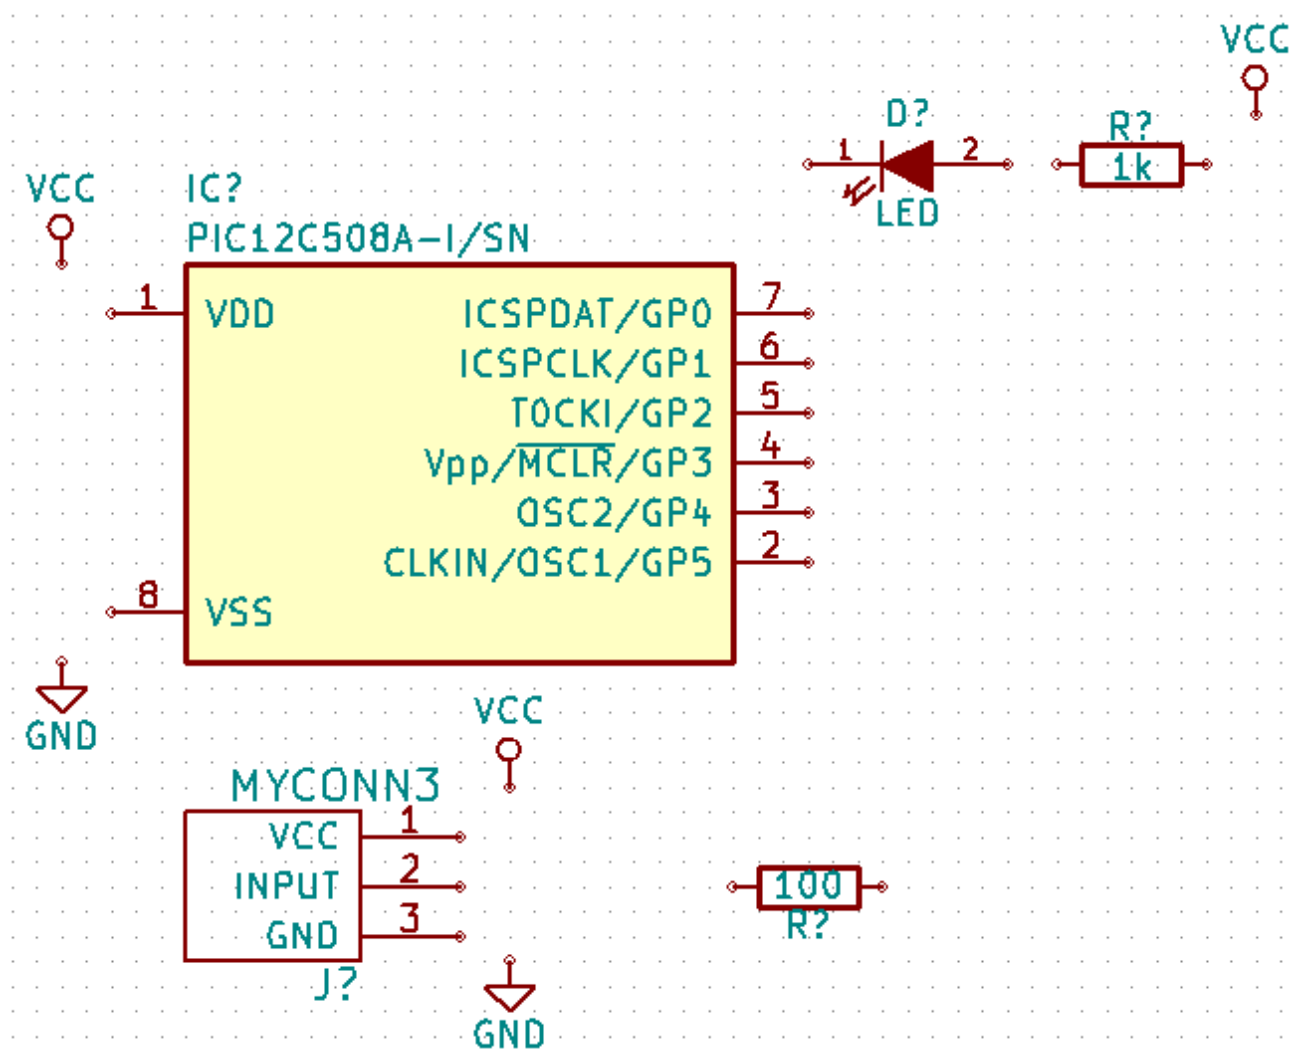 VCC
D?
R?
1 2
1k
LED
VCC
IC?
PIC12C508A-I/SN
1 VDD ICSPDAT/GP0 7
ICSPCLK/GP1 6
T0CKI/GP2 5
Vpp/MCLR/GP3 4
OSC2/GP4 3
CLKIN/OSC1/GP5 2
8 VSS
GND
VCC
MYCONN3
VCC 1
INPUT 2
GND 3
J?
100
R?
GND